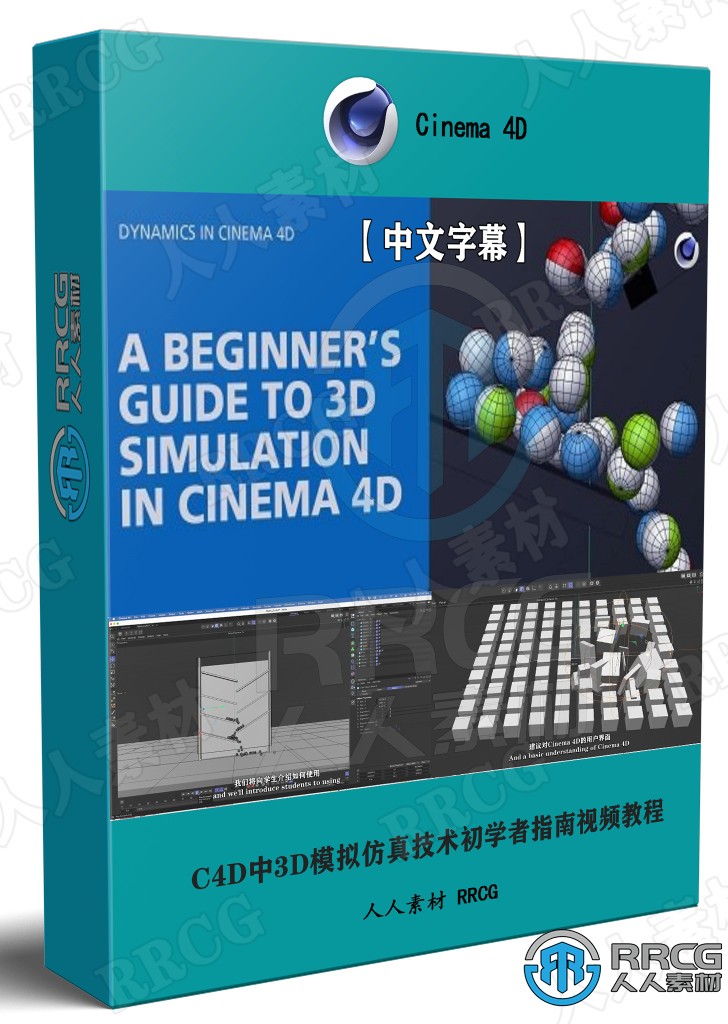 Cinema 4D
DYNAMICS IN CINEMA 4D
【中文字幕】
A BEGINNER'S
GUIDE TO 3D
SIMULATION
IN CINEMA 4D
RRCG
人人素材
我们将向学生介绍如何使用
and we'll introduce students to using
建议对Cinema 4D的用户界面
And a basic understanding of Cinema 4D
C4D中3D模拟仿真技术初学者指南视频教程
人人素材 RRCG
RRCG
人人素材